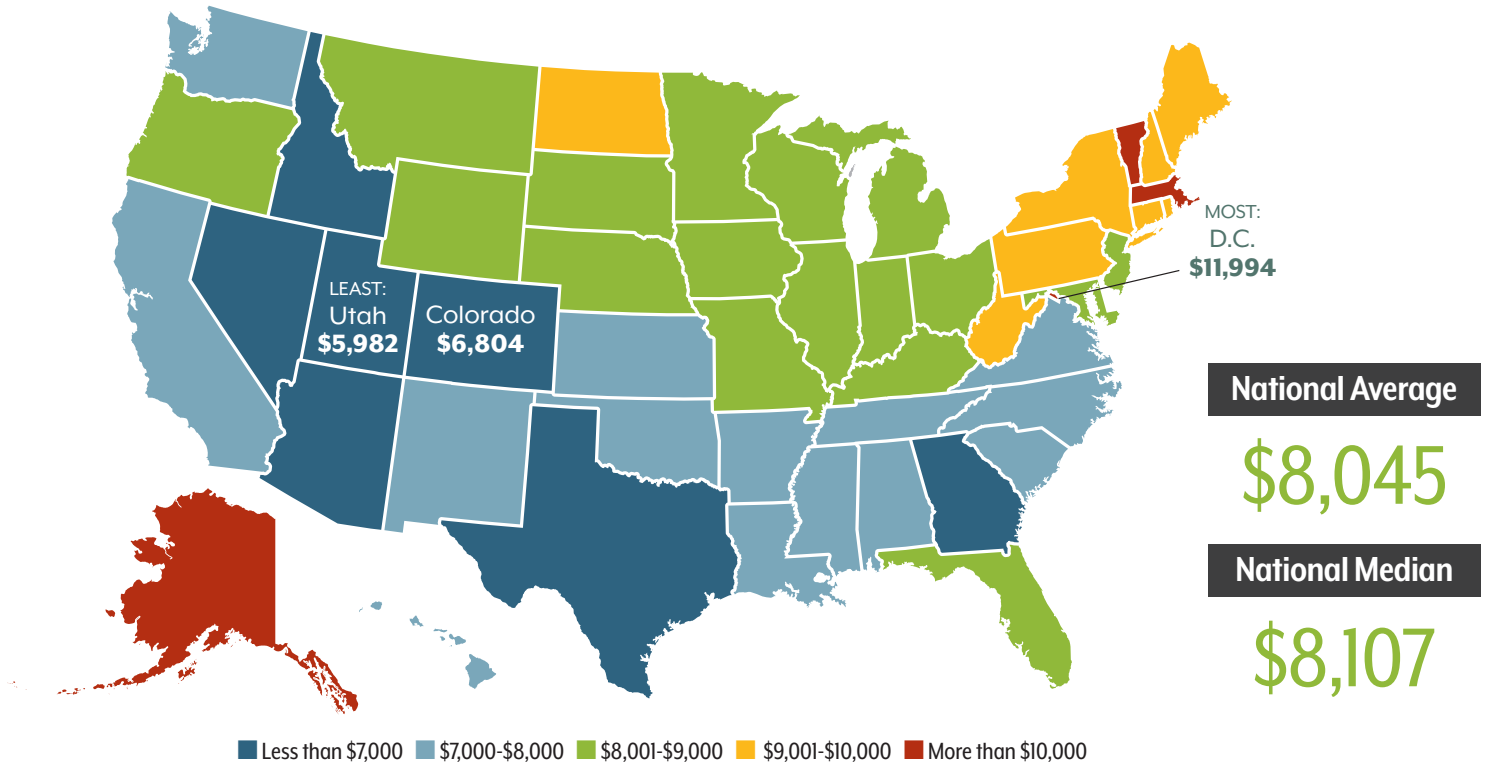 MOST:
D.C.
$11,994
LEAST:
Utah
$5,982
Colorado
$6,804
National Average
$8,045
National Median
$8,107
Less than $7,000
$7,000-$8,000
$8,001-$9,000
$9,001-$10,000
More than $10,000